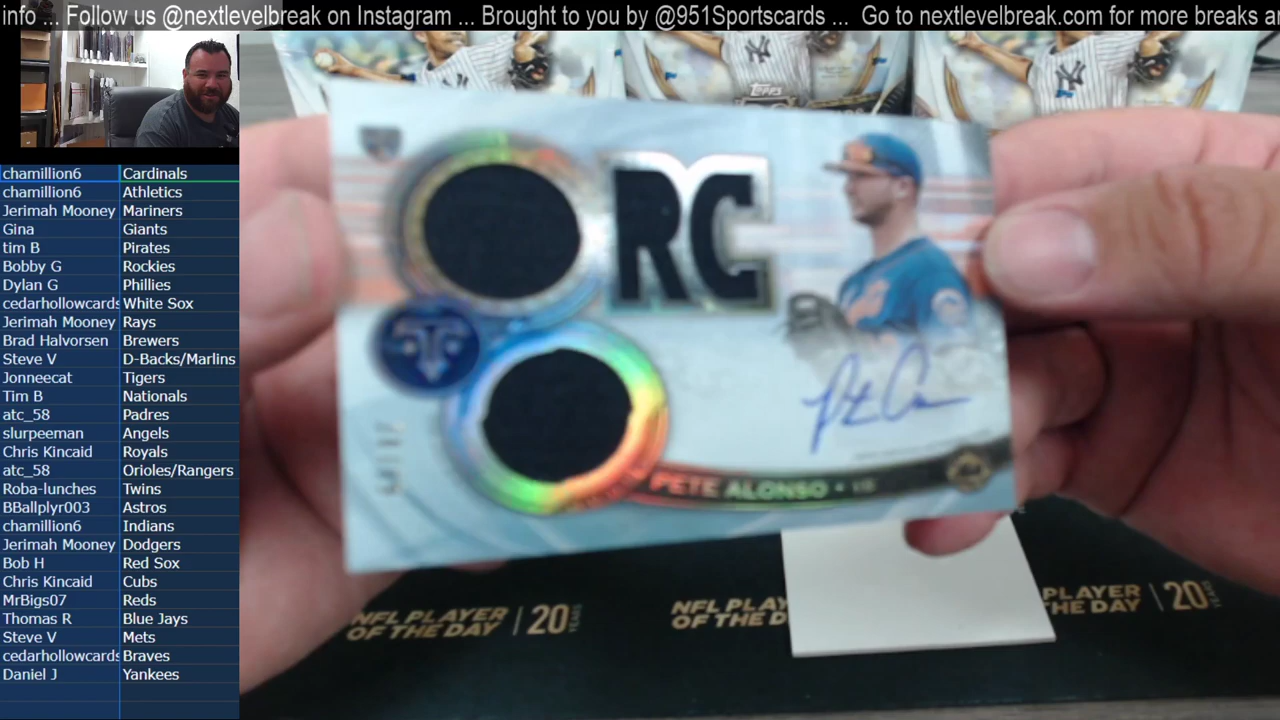 info ... Follow us @nextlevelbreak on Instagram ... Brought to you by @951Sportscards ... Go to nextlevelbreak.com for more breaks a
chamillion6 Cardinals
chamillion6 Athletics
Jerimah Mooney Mariners
Gina Giants
tim B Pirates
Bobby G Rockies
Dylan G Phillies
cedarhollowcards White Sox
Jerimah Mooney Rays
Brad Halvorsen Brewers
Steve V D-Backs/Marlins
Jonneecat Tigers
Tim B Nationals
atc_58 Padres
slurpeeman Angels
Chris Kincaid Royals
atc_58 Orioles/Rangers
Roba-lunches Twins
BBallplyr003 Astros
chamillion6 Indians
Jerimah Mooney Dodgers
Bob H Red Sox
Chris Kincaid Cubs
MrBigs07 Reds
Thomas R Blue Jays
Steve V Mets
cedarhollowcards Braves
Daniel J Yankees
Topps
RC
PETE ALONSO • 1B
NFL PLAYER OF THE DAY | 20 YEARS
NFL PLAY
OF THE D
PLAYER
THE DAY | 20